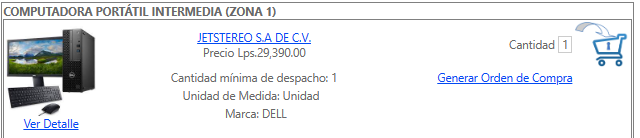 COMPUTADORA PORTÁTIL INTERMEDIA (ZONA 1)
JETSTEREO S.A DE C.V.
Precio Lps.29,390.00
Cantidad 1
1
Cantidad mínima de despacho: 1
Generar Orden de Compra
Unidad de Medida: Unidad
Marca: DELL
Ver Detalle